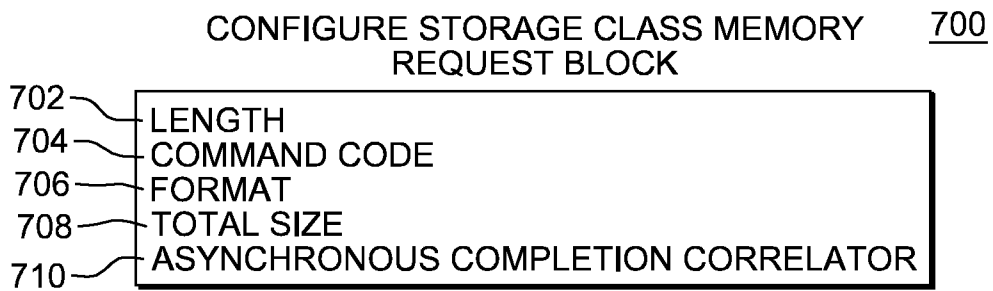 CONFIGURE STORAGE CLASS MEMORY 700
REQUEST BLOCK
702 LENGTH
704 COMMAND CODE
706 FORMAT
708 TOTAL SIZE
710 ASYNCHRONOUS COMPLETION CORRELATOR